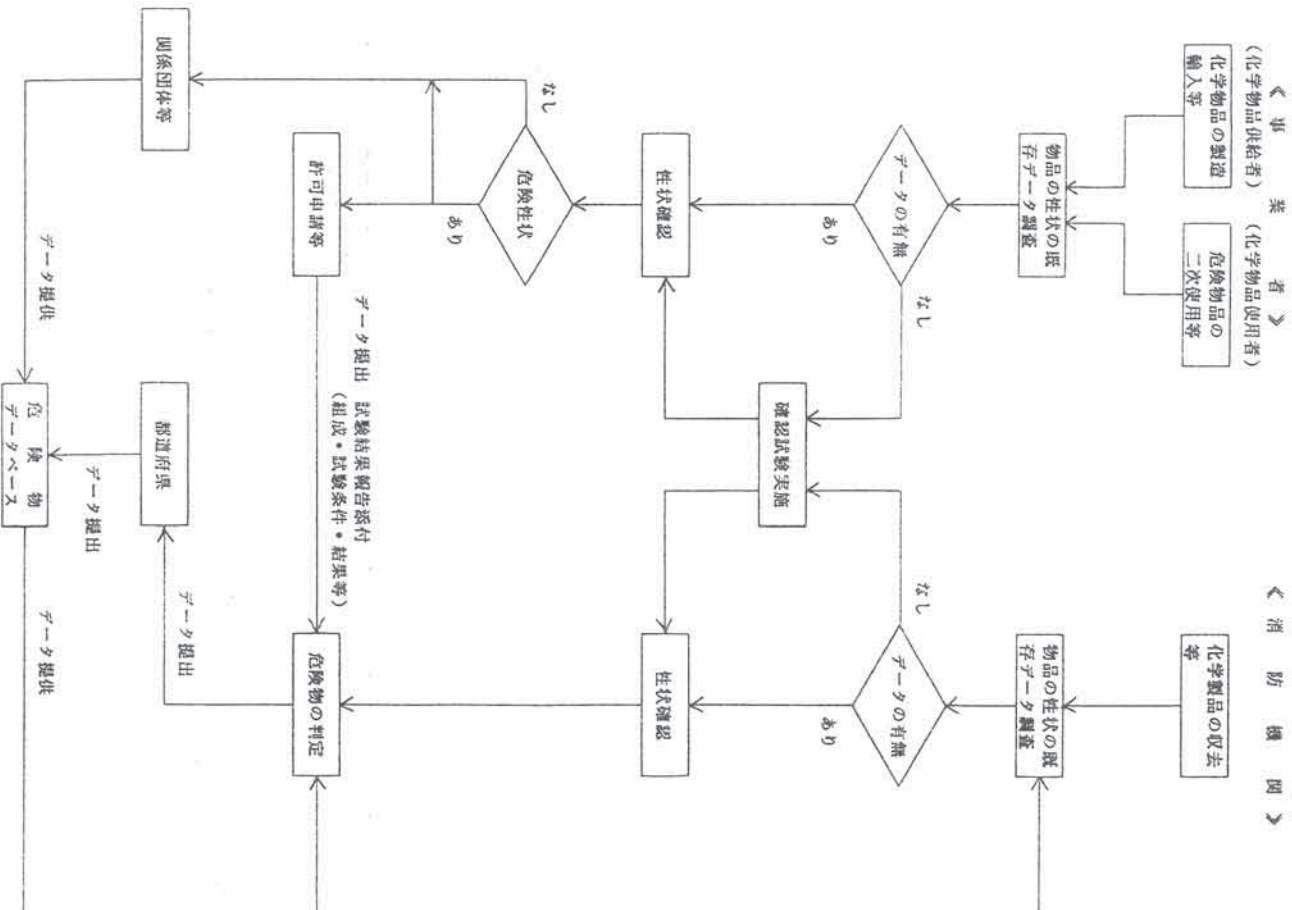 《事業者》
(化学物品供給者)
(化学物品使用者)
化学物品の製造
輸入等
危険物品の
二次使用等
物品の性状の既
存データ調査
データの有無
なし
あり
確認試験実施
性状確認
危険性状
なし
あり
関係団体等
許可申請等
データ提出 試験結果報告添付
(組成・試験条件・結果等)
データ提供
《消防機関》
化学製品の収去
等
物品の性状の既
存データ調査
データの有無
なし
あり
性状確認
危険物の判定
データ提出
都道府県
データ提出
危険物
データベース
データ提供